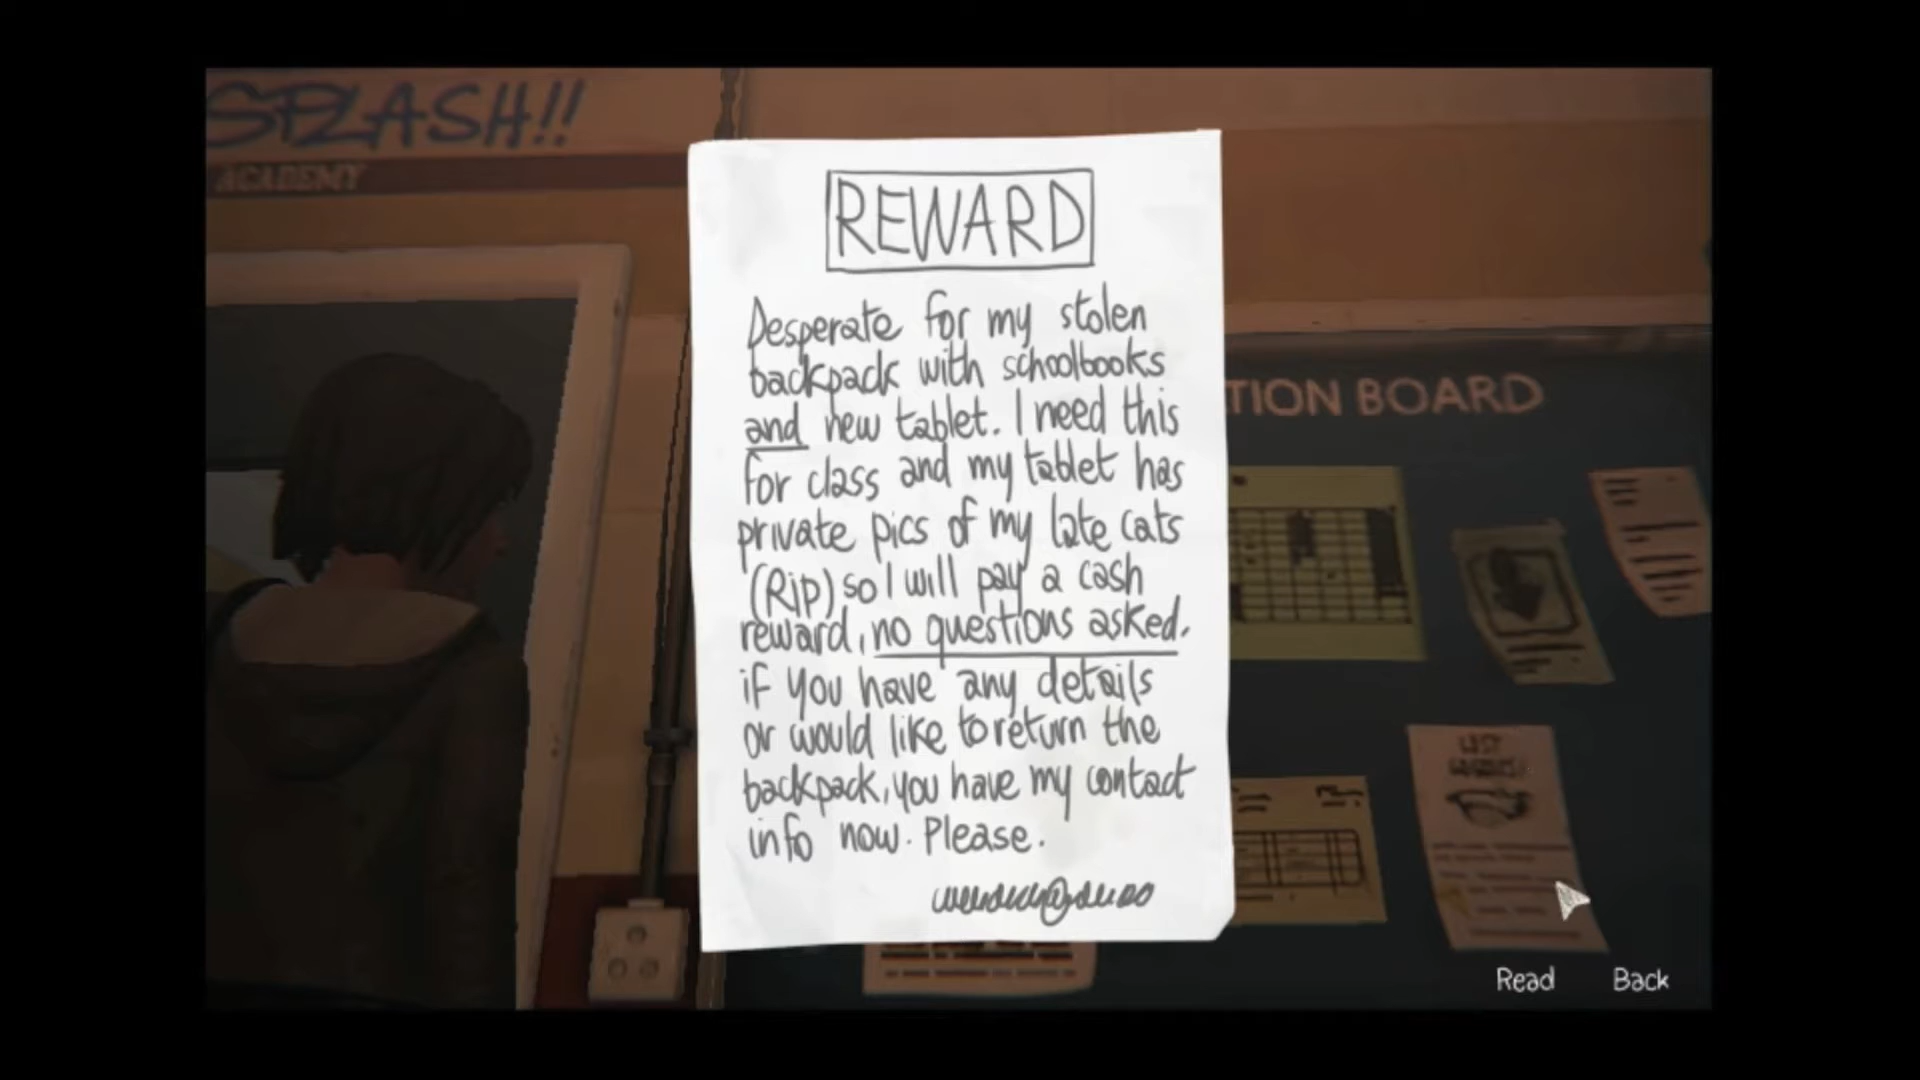 SPLASH!!
ACADEMY
REWARD
Desperate for my stolen
backpack with schoolbooks
and new tablet. I need this
for class and my tablet has
private pics of my late cats
(Rip) so I will pay a cash
reward, no questions asked.
if you have any details
or would like to return the
backpack, you have my contact
info now. Please.
TION BOARD
Read Back